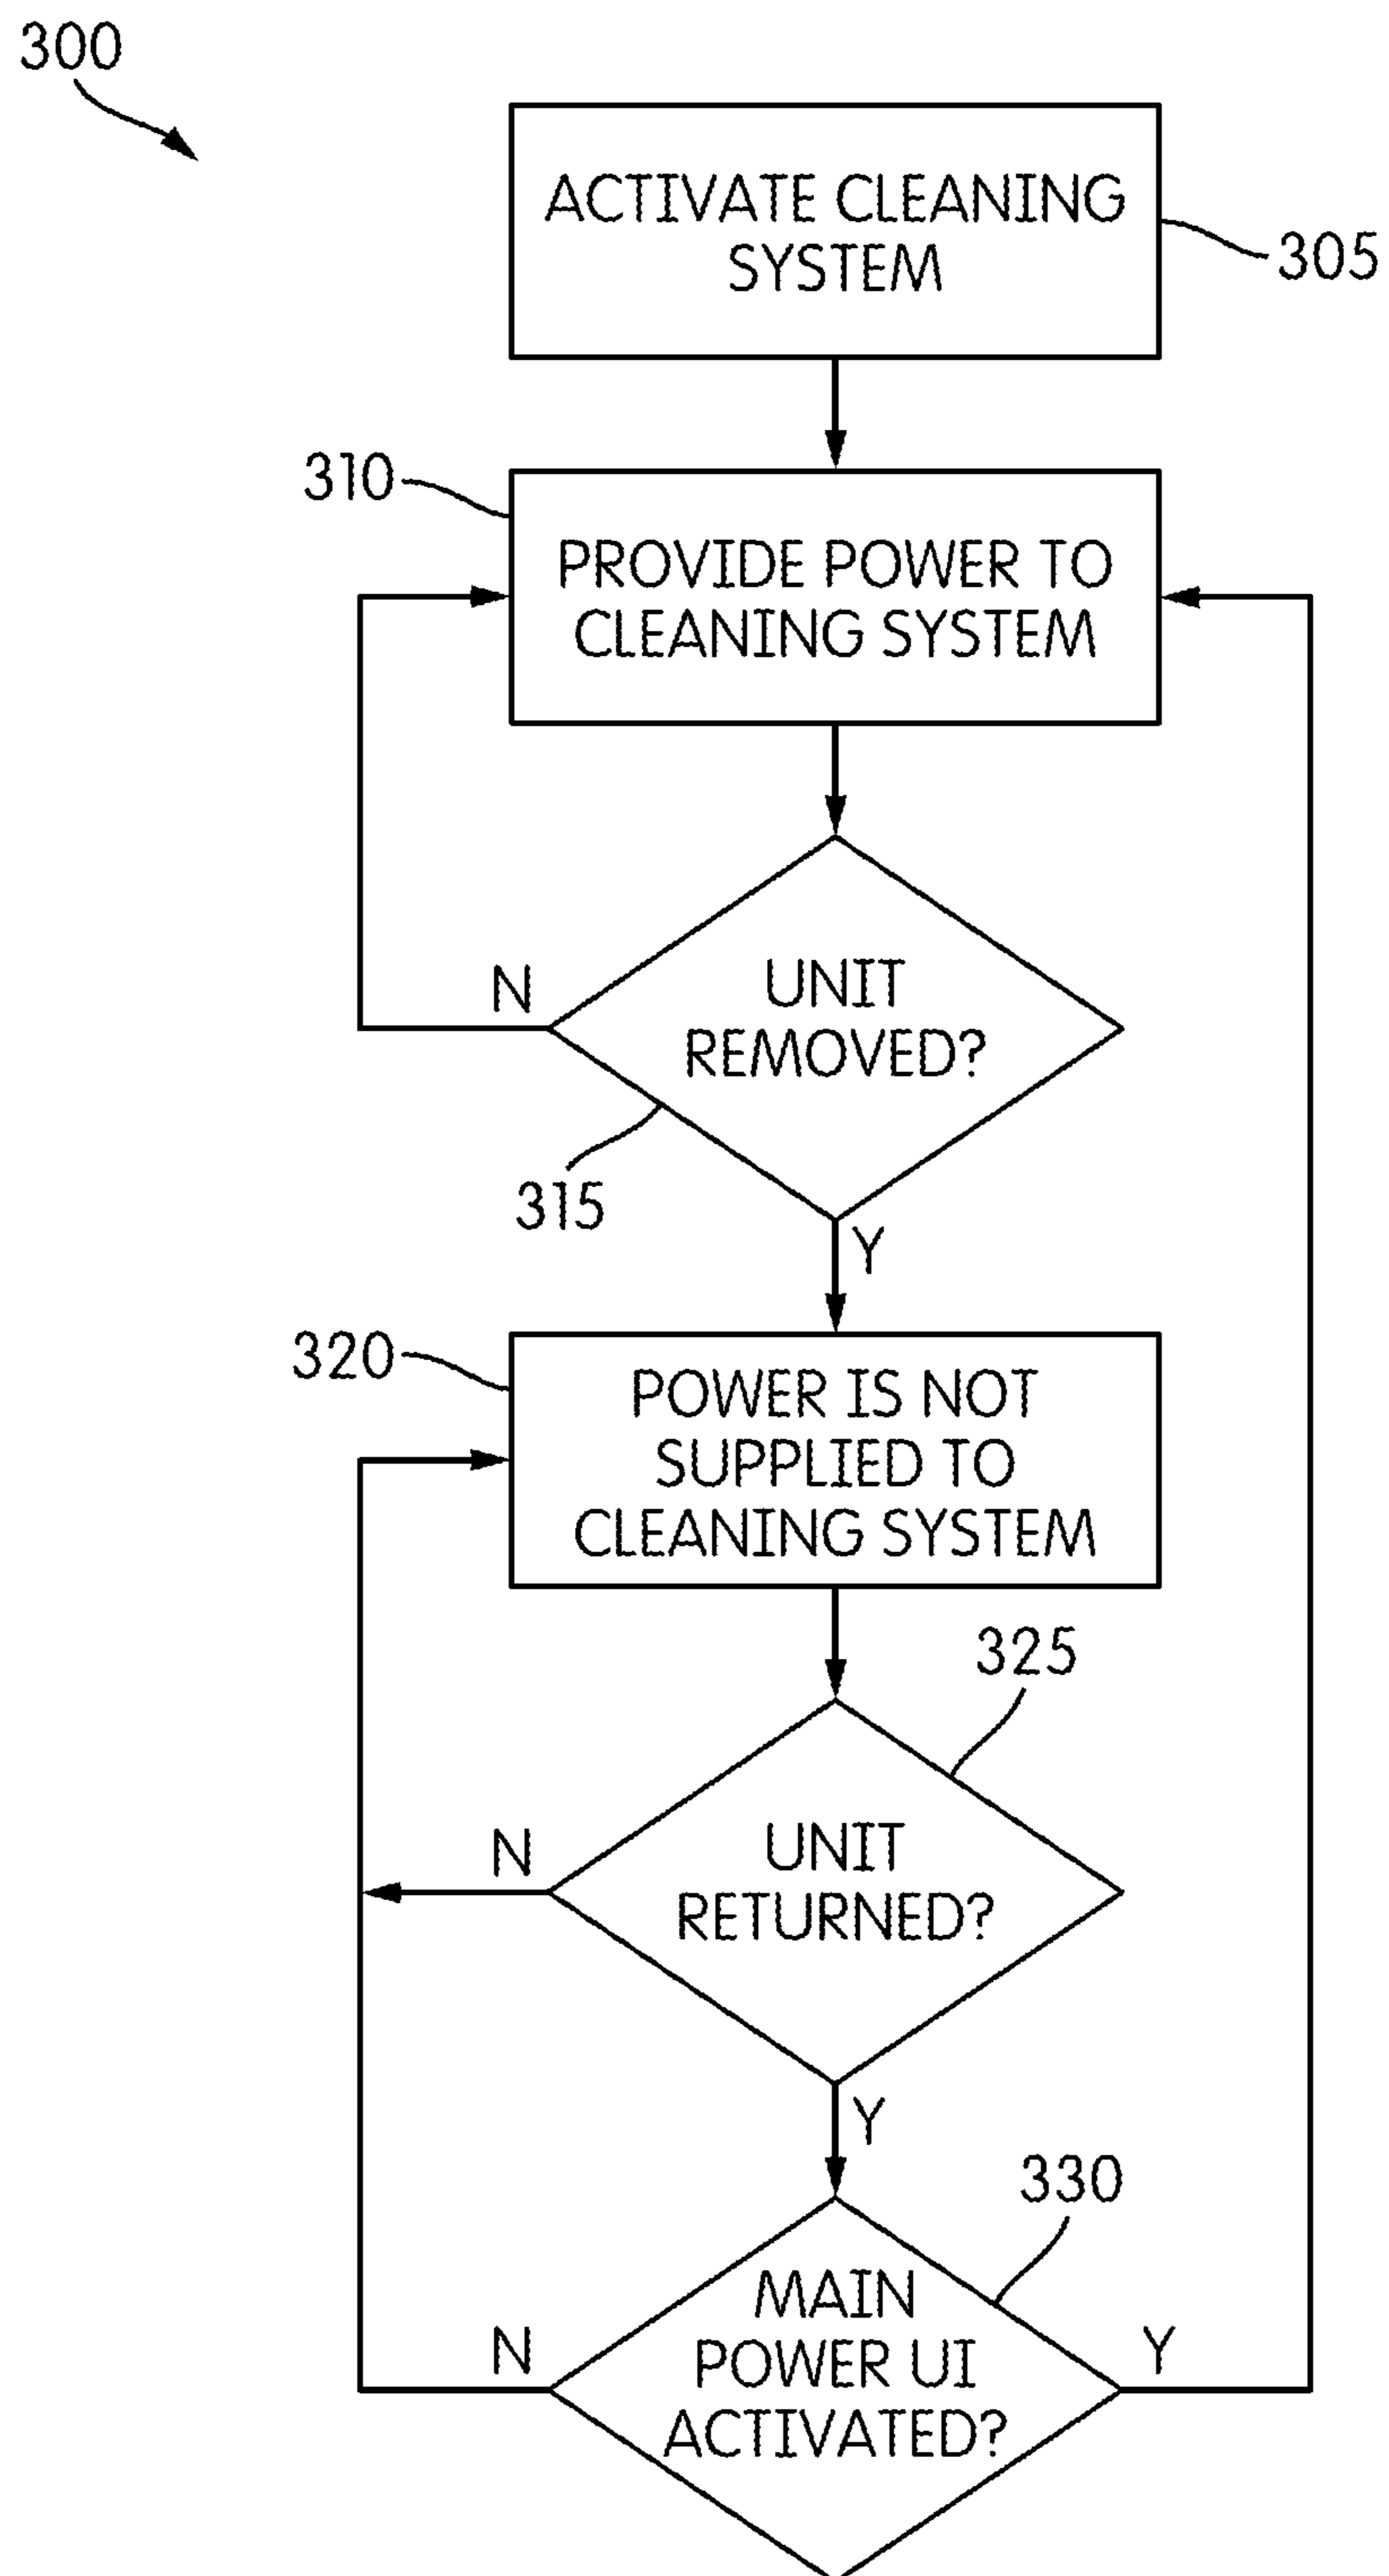 300
ACTIVATE CLEANING
SYSTEM
305
310
PROVIDE POWER TO
CLEANING SYSTEM
N
UNIT
REMOVED?
315
Y
320
POWER IS NOT
SUPPLIED TO
CLEANING SYSTEM
325
N
UNIT
RETURNED?
Y
330
N
MAIN
POWER UI
ACTIVATED?
Y